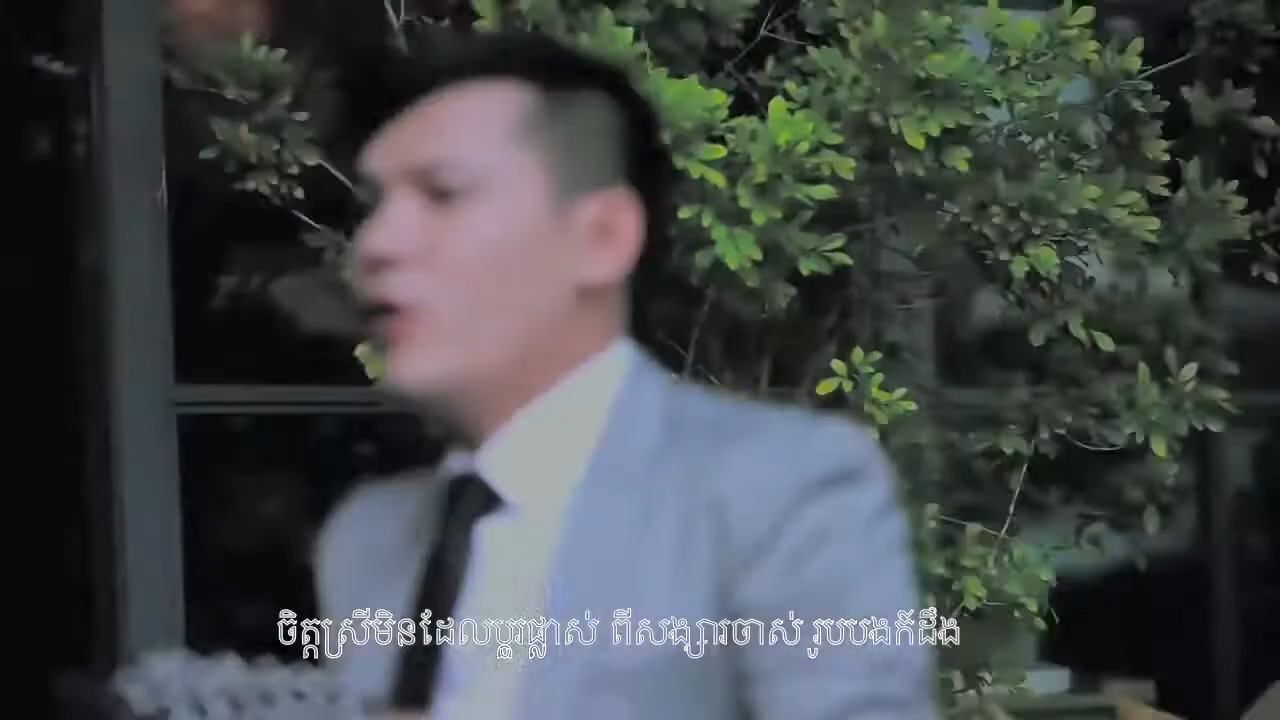 ចិត្តស្រីមិនដែលប្ដូរផ្លាស់ ពីសង្សារចាស់ រូបបងក៍ដឹង